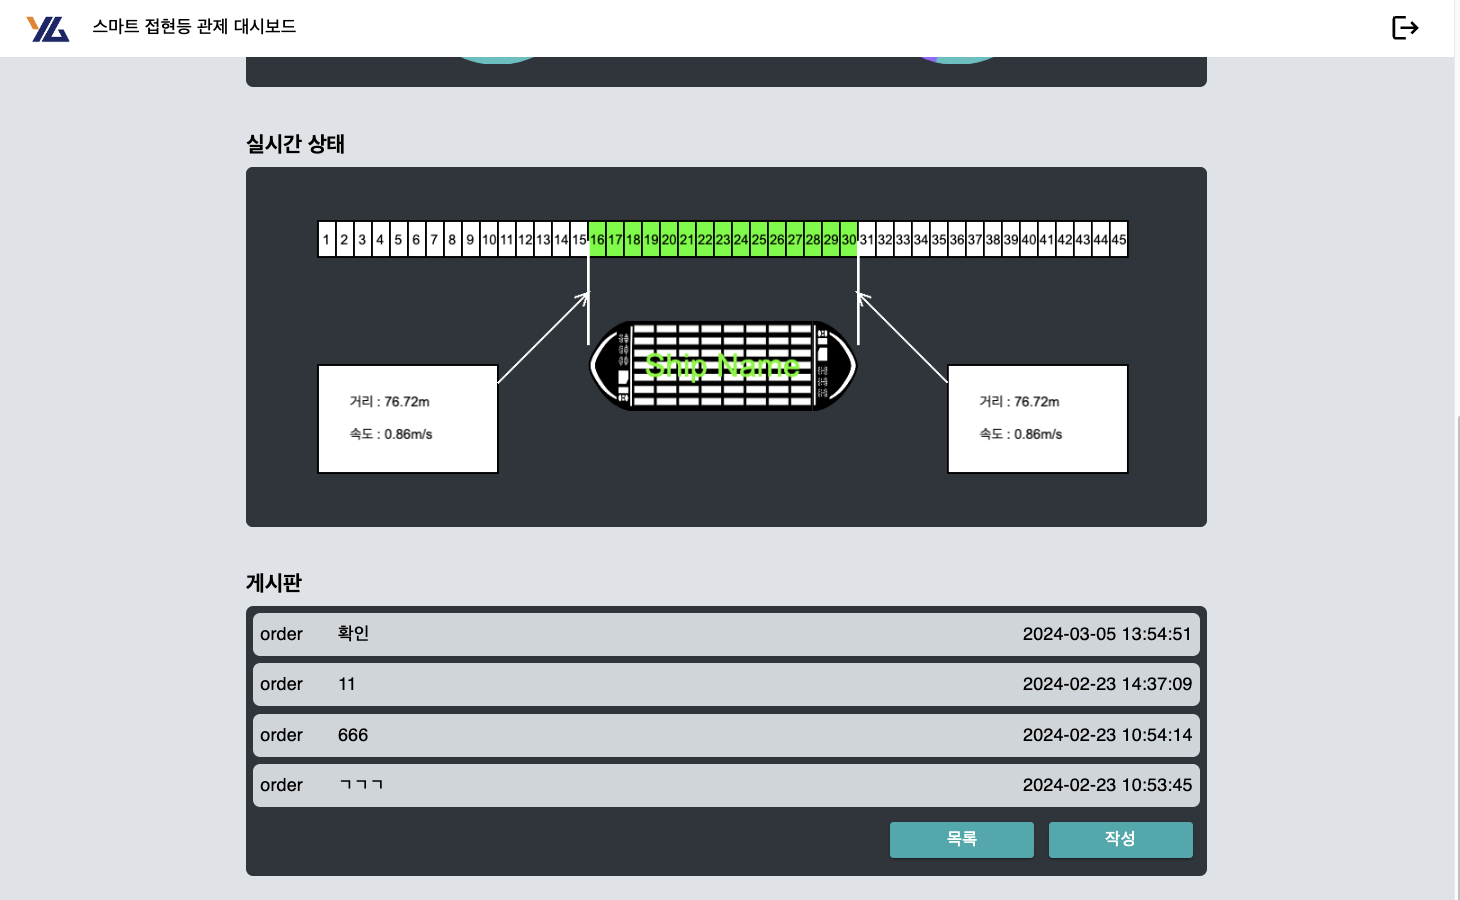 스마트 접현등 관제 대시보드
실시간 상태
1 2 3 4 5 6 7 8 9 10 11 12 13 14 15 16 17 18 19 20 21 22 23 24 25 26 27 28 29 30 31 32 33 34 35 36 37 38 39 40 41 42 43 44 45
Ship Name
거리 : 76.72m
속도 : 0.86m/s
거리 : 76.72m
속도 : 0.86m/s
게시판
order 확인 2024-03-05 13:54:51
order 11 2024-02-23 14:37:09
order 666 2024-02-23 10:54:14
order ㄱㄱㄱ 2024-02-23 10:53:45
목록 작성